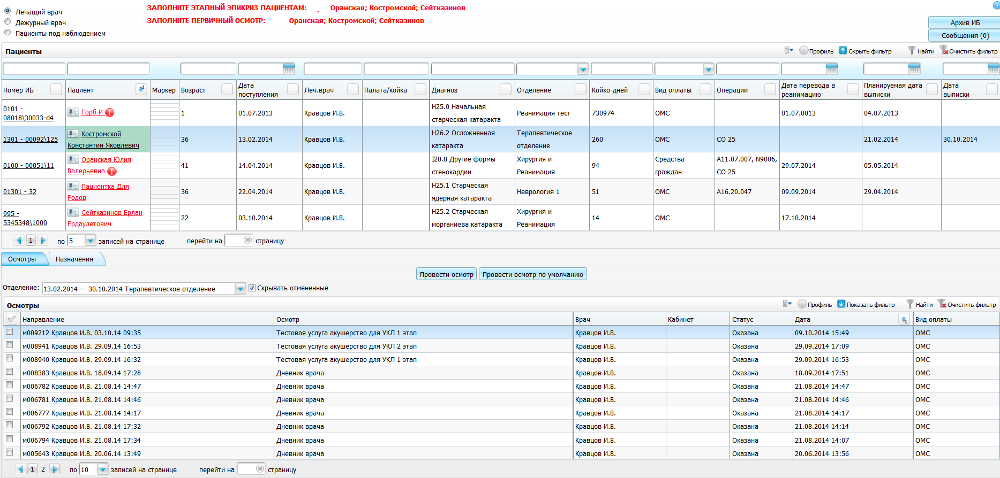 Лечащий врач
Дежурный врач
Пациенты под наблюдением
ЗАПОЛНИТЕ ЭТАПНЫЙ ЭПИКРИЗ ПАЦИЕНТАМ: Оранская; Костромской; Сейтказинов
ЗАПОЛНИТЕ ПЕРВИЧНЫЙ ОСМОТР: Оранская; Костромской; Сейтказинов
Архив ИБ
Сообщения (0)
Пациенты Профиль Скрыть фильтр Найти Очистить фильтр
Номер ИБ Пациент 1 Маркер Возраст Дата поступления Леч.врач Палата/койка Диагноз Отделение Койко-дней Вид оплаты Операции Дата перевода в реанимацию Планируемая дата выписки Дата выписки
0101 - 08018\30033-d4 Горб И 1 01.07.2013 Кравцов И.В. H25.0 Начальная старческая катаракта Реанимация тест 730974 ОМС 01.07.0013 04.07.2013
1301 - 00092\125 Костромской Константин Яковлевич 36 13.02.2014 Кравцов И.В. H26.2 Осложненная катаракта Терапевтическое отделение 260 ОМС СО 25 21.02.2014 30.10.2014
0100 - 00051\11 Оранская Юлия Валерьевна 41 14.04.2014 Кравцов И.В. I20.8 Другие формы стенокардии Хирургия и Реанимация 94 Средства граждан A11.07.007, N9006, СО 25 29.07.2014 05.05.2014
01301 - 32 Пациентка Для Родов 36 22.04.2014 Кравцов И.В. H25.1 Старческая ядерная катаракта Неврология 1 51 ОМС A16.20.047 09.09.2014 29.04.2014
995 - 5345348\1000 Сейтказинов Ерлан Ердаулетович 22 03.10.2014 Кравцов И.В. H25.2 Старческая морганиева катаракта Хирургия и Реанимация 14 ОМС 17.10.2014
1 по 5 записей на странице перейти на страницу
Осмотры Назначения
Провести осмотр Провести осмотр по умолчанию
Отделение: 13.02.2014 — 30.10.2014 Терапевтическое отделение Скрывать отмененные
Осмотры Профиль Показать фильтр Найти Очистить фильтр
Направление Осмотр Врач Кабинет Статус Дата 1 Вид оплаты
м009212 Кравцов И.В. 03.10.14 09:35 Тестовая услуга акушерство для УКЛ 1 этап Кравцов И.В. Оказана 09.10.2014 15:49 ОМС
м008941 Кравцов И.В. 29.09.14 16:53 Тестовая услуга акушерство для УКЛ 2 этап Кравцов И.В. Оказана 29.09.2014 17:09 ОМС
м008940 Кравцов И.В. 29.09.14 16:32 Тестовая услуга акушерство для УКЛ 1 этап Кравцов И.В. Оказана 29.09.2014 16:53 ОМС
м008383 Кравцов И.В. 18.09.14 17:28 Дневник врача Кравцов И.В. Оказана 18.09.2014 17:51 ОМС
м006782 Кравцов И.В. 21.08.14 14:47 Дневник врача Кравцов И.В. Оказана 21.08.2014 14:47 ОМС
м006781 Кравцов И.В. 21.08.14 14:46 Дневник врача Кравцов И.В. Оказана 21.08.2014 14:46 ОМС
м006777 Кравцов И.В. 21.08.14 14:17 Дневник врача Кравцов И.В. Оказана 21.08.2014 14:17 ОМС
м006792 Кравцов И.В. 21.08.14 17:32 Дневник врача Кравцов И.В. Оказана 21.08.2014 14:14 ОМС
м006794 Кравцов И.В. 21.08.14 17:34 Дневник врача Кравцов И.В. Оказана 21.08.2014 14:07 ОМС
м005643 Кравцов И.В. 20.06.14 13:49 Дневник врача Кравцов И.В. Оказана 20.06.2014 13:56 ОМС
1 2 по 10 записей на странице перейти на страницу